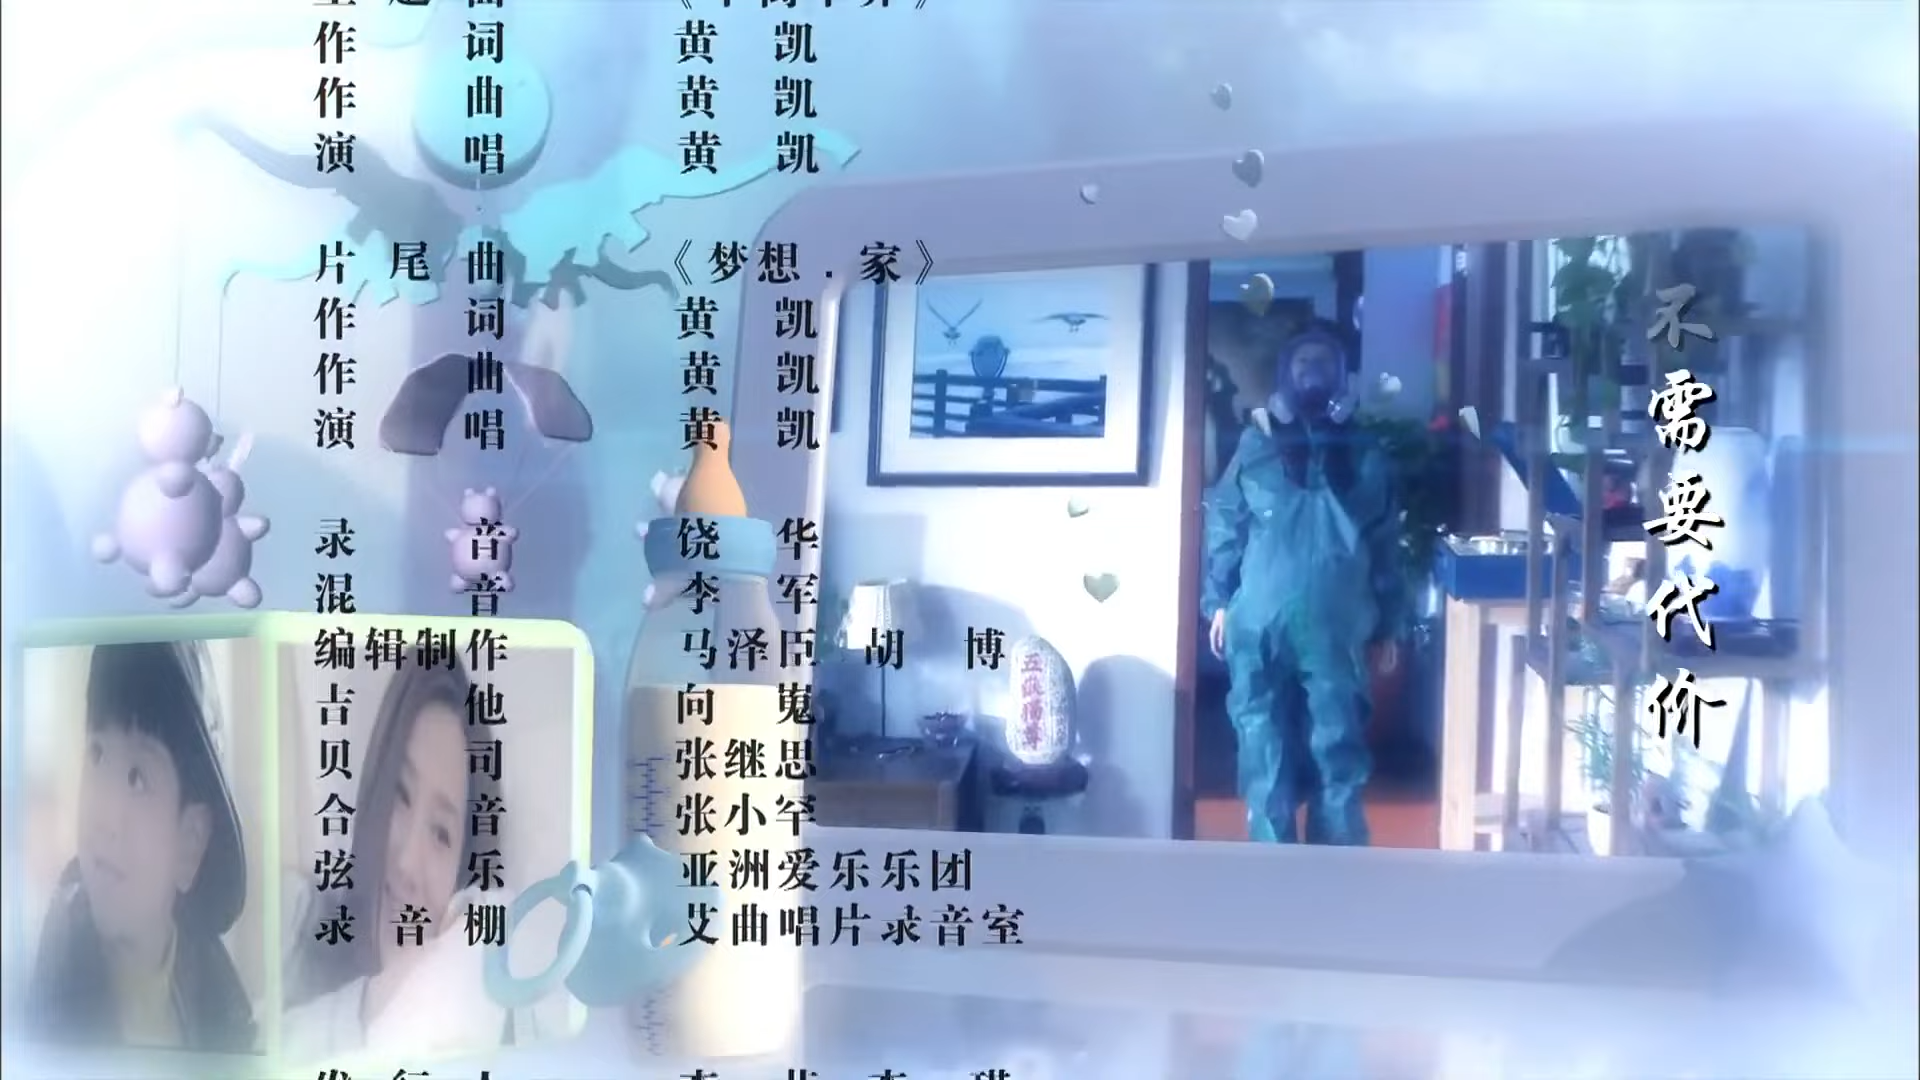 作 词 黄 凯
作 曲 黄 凯
演 唱 黄 凯
片 尾 曲 《梦想.家》
作 词 黄 凯
作 曲 黄 凯
演 唱 黄 凯
录 音 饶 华
混 音 李 军
编辑制作 马泽臣 胡 博
吉 他 向 嵬
贝 司 张继思
合 音 张小罕
弦 乐 亚洲爱乐乐团
录 音 棚 艾曲唱片录音室
不需要代价